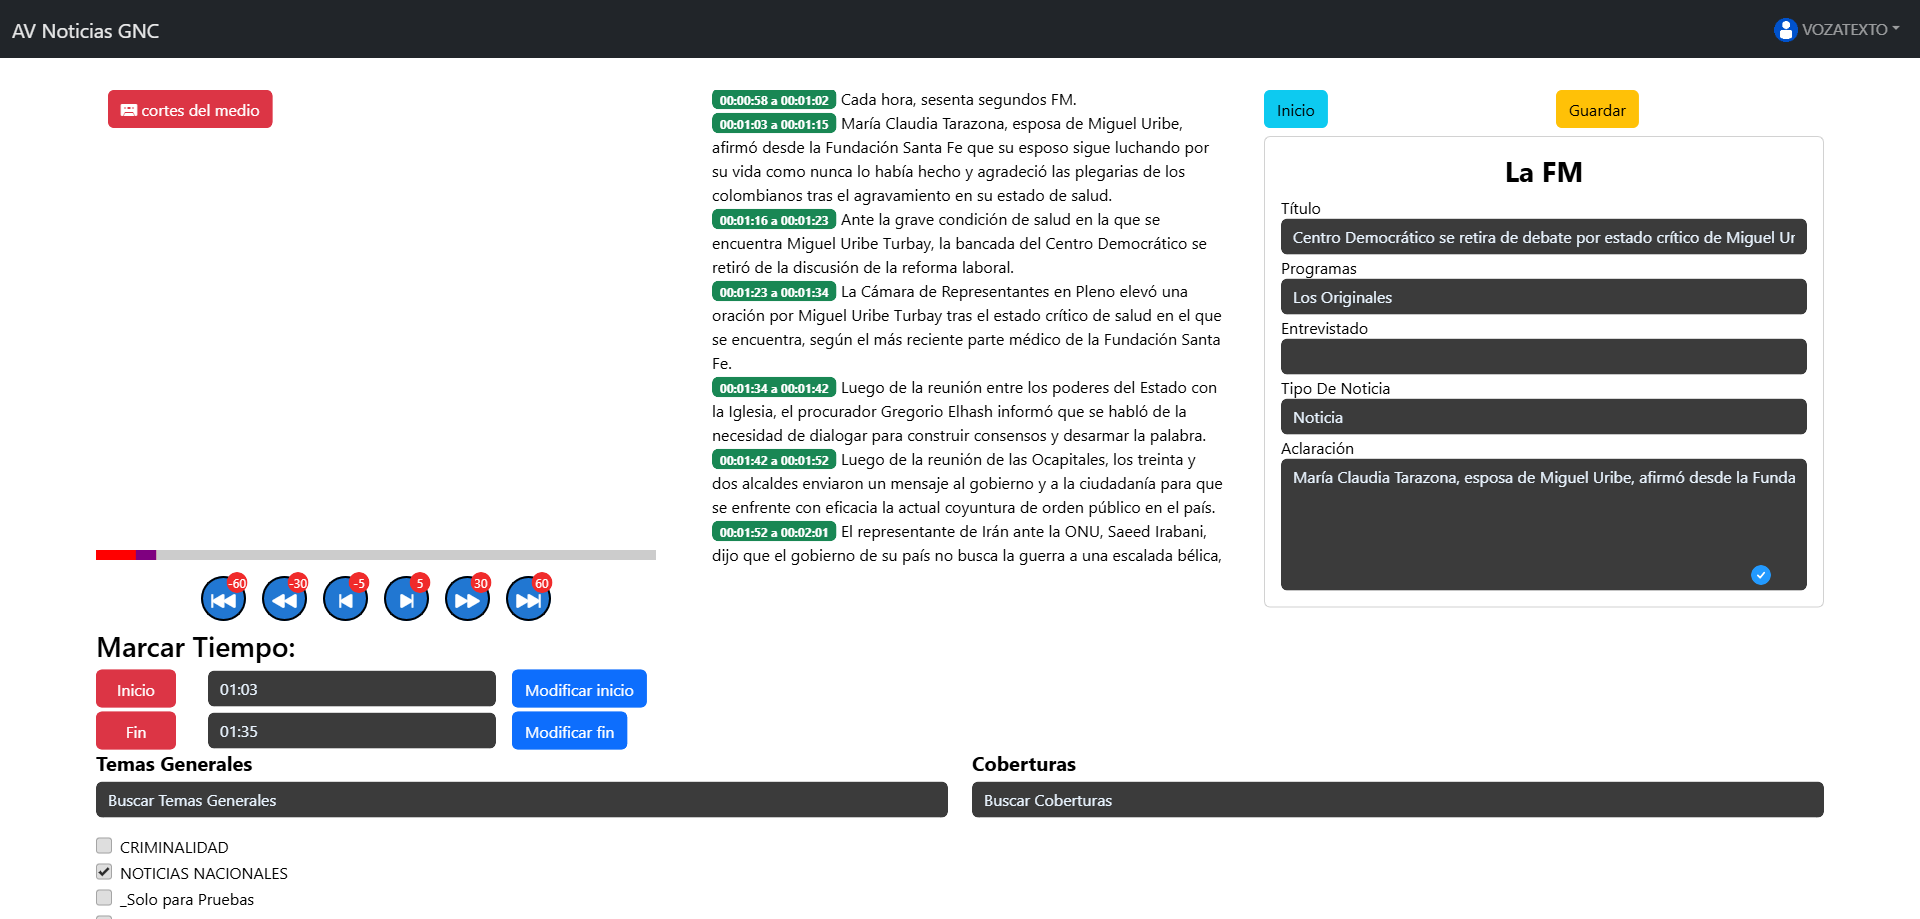 AV Noticias GNC
VOZATEXTO
cortes del medio
-60
-30
-5
5
30
60
Marcar Tiempo:
Inicio
01:03
Modificar inicio
Fin
01:35
Modificar fin
00:00:58 a 00:01:02 Cada hora, sesenta segundos FM.
00:01:03 a 00:01:15 María Claudia Tarazona, esposa de Miguel Uribe,
afirmó desde la Fundación Santa Fe que su esposo sigue luchando por
su vida como nunca lo había hecho y agradeció las plegarias de los
colombianos tras el agravamiento en su estado de salud.
00:01:16 a 00:01:23 Ante la grave condición de salud en la que se
encuentra Miguel Uribe Turbay, la bancada del Centro Democrático se
retiró de la discusión de la reforma laboral.
00:01:23 a 00:01:34 La Cámara de Representantes en Pleno elevó una
oración por Miguel Uribe Turbay tras el estado crítico de salud en el que
se encuentra, según el más reciente parte médico de la Fundación Santa
Fe.
00:01:34 a 00:01:42 Luego de la reunión entre los poderes del Estado con
la Iglesia, el procurador Gregorio Elhash informó que se habló de la
necesidad de dialogar para construir consensos y desarmar la palabra.
00:01:42 a 00:01:52 Luego de la reunión de las Ocapitales, los treinta y
dos alcaldes enviaron un mensaje al gobierno y a la ciudadanía para que
se enfrente con eficacia la actual coyuntura de orden público en el país.
00:01:52 a 00:02:01 El representante de Irán ante la ONU, Saeed Irabani,
dijo que el gobierno de su país no busca la guerra a una escalada bélica,
Inicio
Guardar
La FM
Título
Centro Democrático se retira de debate por estado crítico de Miguel Ur
Programas
Los Originales
Entrevistado
Tipo De Noticia
Noticia
Aclaración
María Claudia Tarazona, esposa de Miguel Uribe, afirmó desde la Funda
Temas Generales
Buscar Temas Generales
CRIMINALIDAD
NOTICIAS NACIONALES
_Solo para Pruebas
Coberturas
Buscar Coberturas